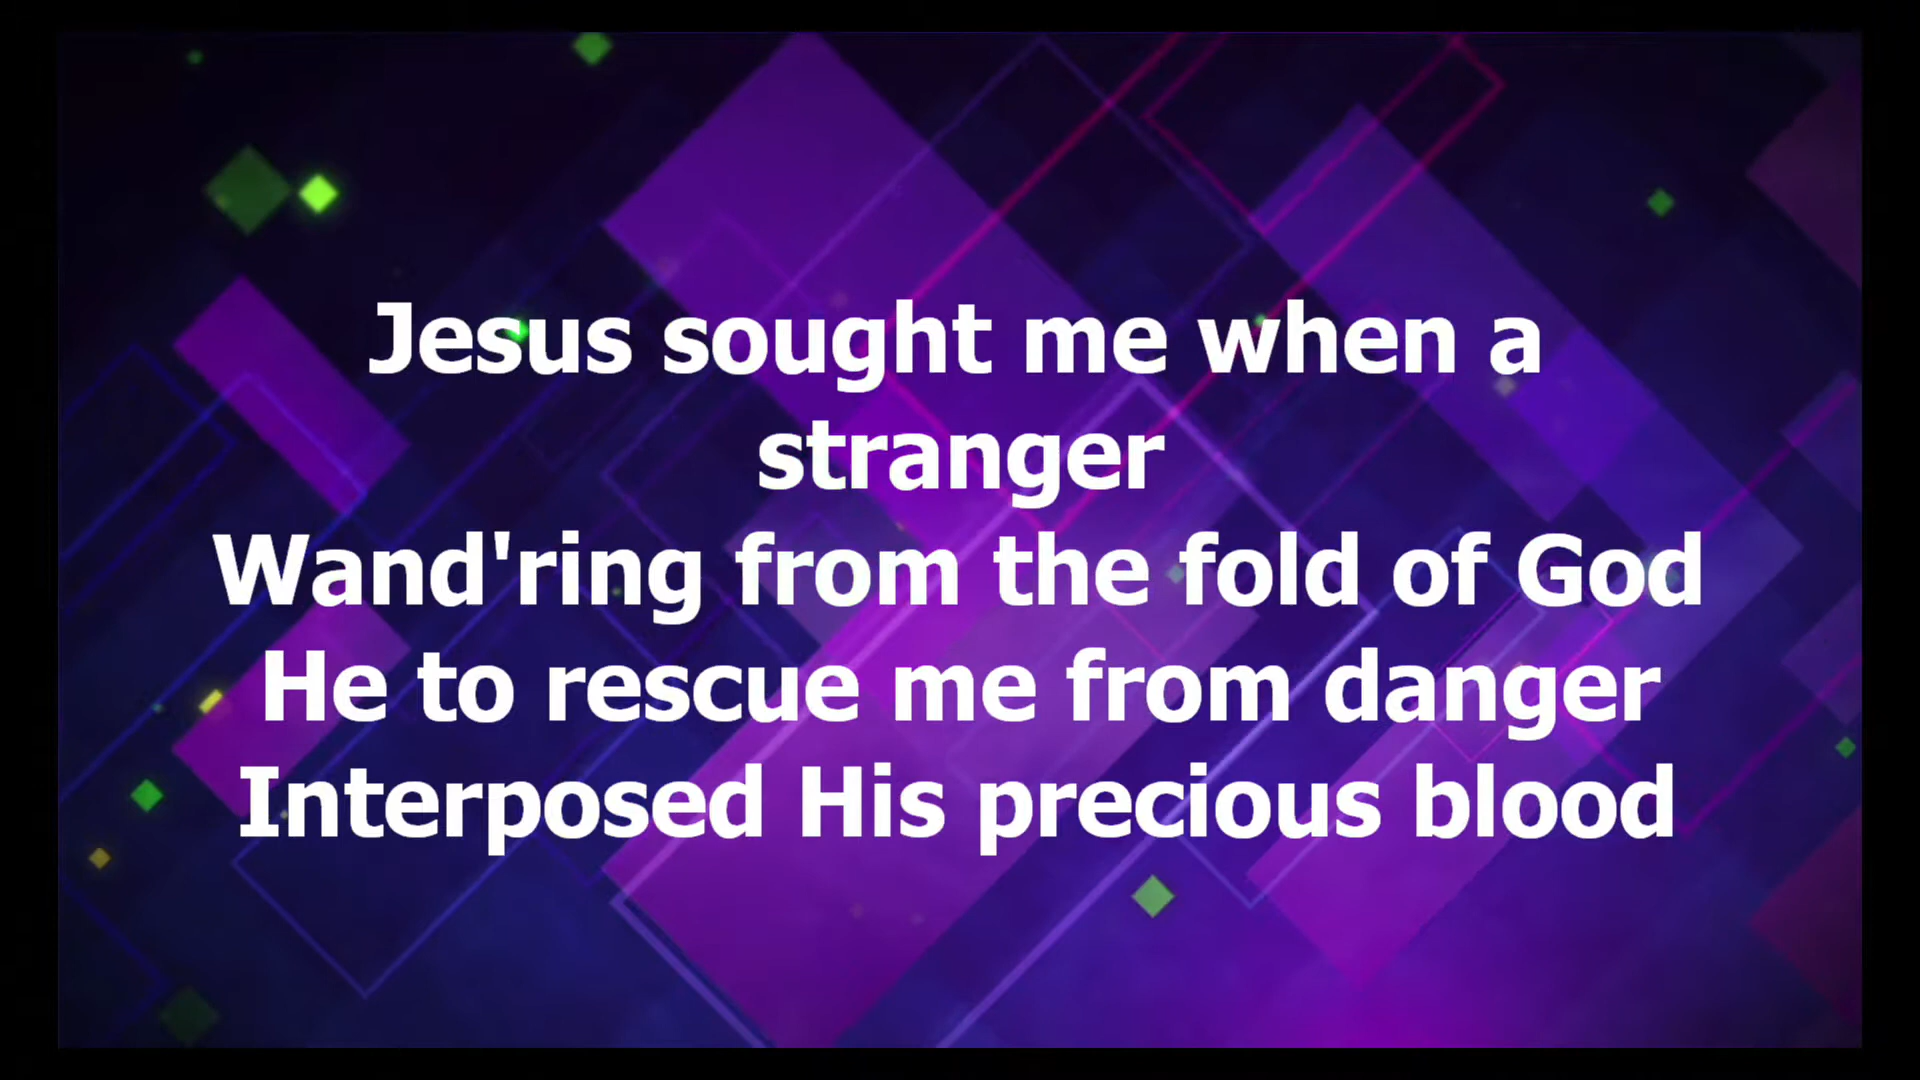 Jesus sought me when a
stranger
Wand'ring from the fold of God
He to rescue me from danger
Interposed His precious blood